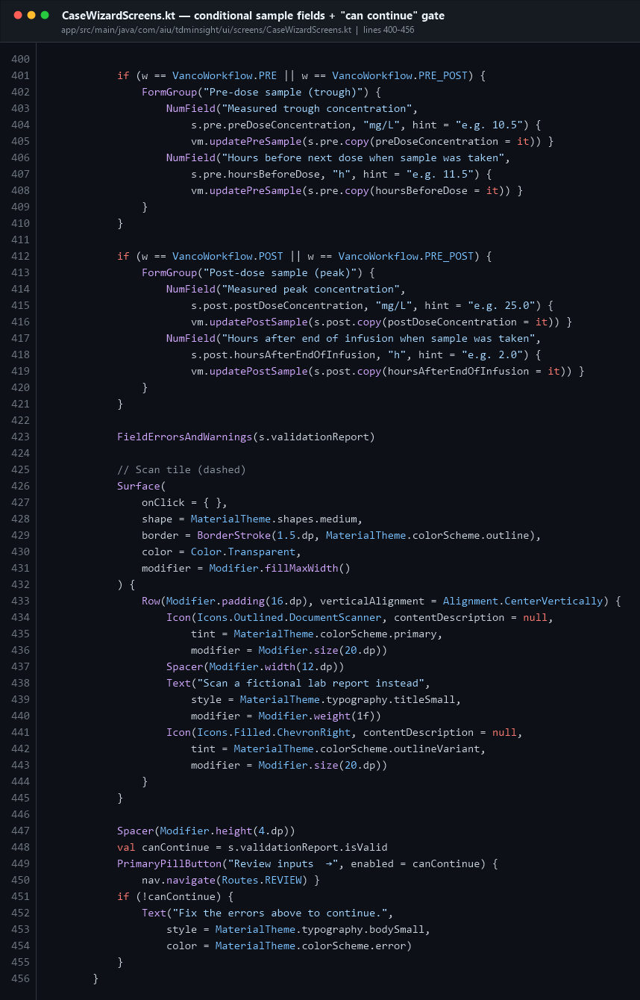 CaseWizardScreens.kt — conditional sample fields + "can continue" gate
app/src/main/java/com/aiu/tdminsight/ui/screens/CaseWizardScreens.kt | lines 400-456
400
401             if (w == VancoWorkflow.PRE || w == VancoWorkflow.PRE_POST) {
402                 FormGroup("Pre-dose sample (trough)") {
403                     NumField("Measured trough concentration",
404                         s.pre.preDoseConcentration, "mg/L", hint = "e.g. 10.5") {
405                         vm.updatePreSample(s.pre.copy(preDoseConcentration = it)) }
406                     NumField("Hours before next dose when sample was taken",
407                         s.pre.hoursBeforeDose, "h", hint = "e.g. 11.5") {
408                         vm.updatePreSample(s.pre.copy(hoursBeforeDose = it)) }
409                 }
410             }
411
412             if (w == VancoWorkflow.POST || w == VancoWorkflow.PRE_POST) {
413                 FormGroup("Post-dose sample (peak)") {
414                     NumField("Measured peak concentration",
415                         s.post.postDoseConcentration, "mg/L", hint = "e.g. 25.0") {
416                         vm.updatePostSample(s.post.copy(postDoseConcentration = it)) }
417                     NumField("Hours after end of infusion when sample was taken",
418                         s.post.hoursAfterEndOfInfusion, "h", hint = "e.g. 2.0") {
419                         vm.updatePostSample(s.post.copy(hoursAfterEndOfInfusion = it)) }
420                 }
421             }
422
423             FieldErrorsAndWarnings(s.validationReport)
424
425             // Scan tile (dashed)
426             Surface(
427                 onClick = { },
428                 shape = MaterialTheme.shapes.medium,
429                 border = BorderStroke(1.5.dp, MaterialTheme.colorScheme.outline),
430                 color = Color.Transparent,
431                 modifier = Modifier.fillMaxWidth()
432             ) {
433                 Row(Modifier.padding(16.dp), verticalAlignment = Alignment.CenterVertically) {
434                     Icon(Icons.Outlined.DocumentScanner, contentDescription = null,
435                         tint = MaterialTheme.colorScheme.primary,
436                         modifier = Modifier.size(20.dp))
437                     Spacer(Modifier.width(12.dp))
438                     Text("Scan a fictional lab report instead",
439                         style = MaterialTheme.typography.titleSmall,
440                         modifier = Modifier.weight(1f))
441                     Icon(Icons.Filled.ChevronRight, contentDescription = null,
442                         tint = MaterialTheme.colorScheme.outlineVariant,
443                         modifier = Modifier.size(20.dp))
444                 }
445             }
446
447             Spacer(Modifier.height(4.dp))
448             val canContinue = s.validationReport.isValid
449             PrimaryPillButton("Review inputs  →", enabled = canContinue) {
450                 nav.navigate(Routes.REVIEW) }
451             if (!canContinue) {
452                 Text("Fix the errors above to continue.",
453                     style = MaterialTheme.typography.bodySmall,
454                     color = MaterialTheme.colorScheme.error)
455             }
456         }